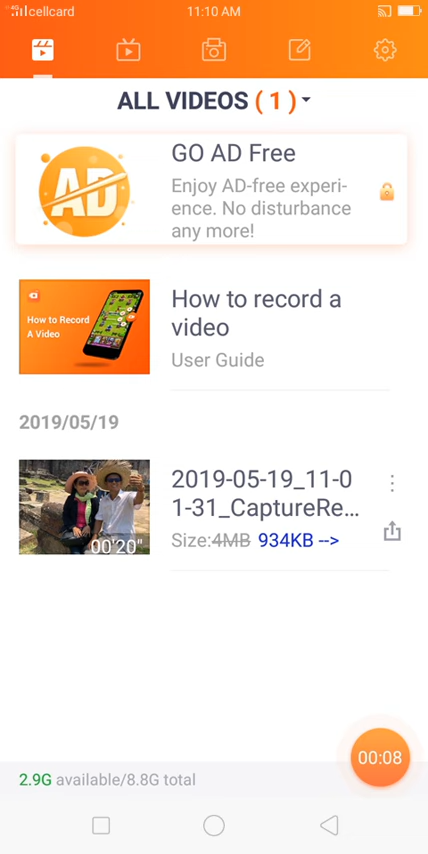 4G cellcard 11:10 AM
ALL VIDEOS ( 1 )
AD
GO AD Free
Enjoy AD-free experi-
ence. No disturbance
any more!
How to Record
A Video
How to record a
video
User Guide
2019/05/19
00'20"
2019-05-19_11-0
1-31_CaptureRe...
Size:4MB 934KB -->
00:08
2.9G available/8.8G total